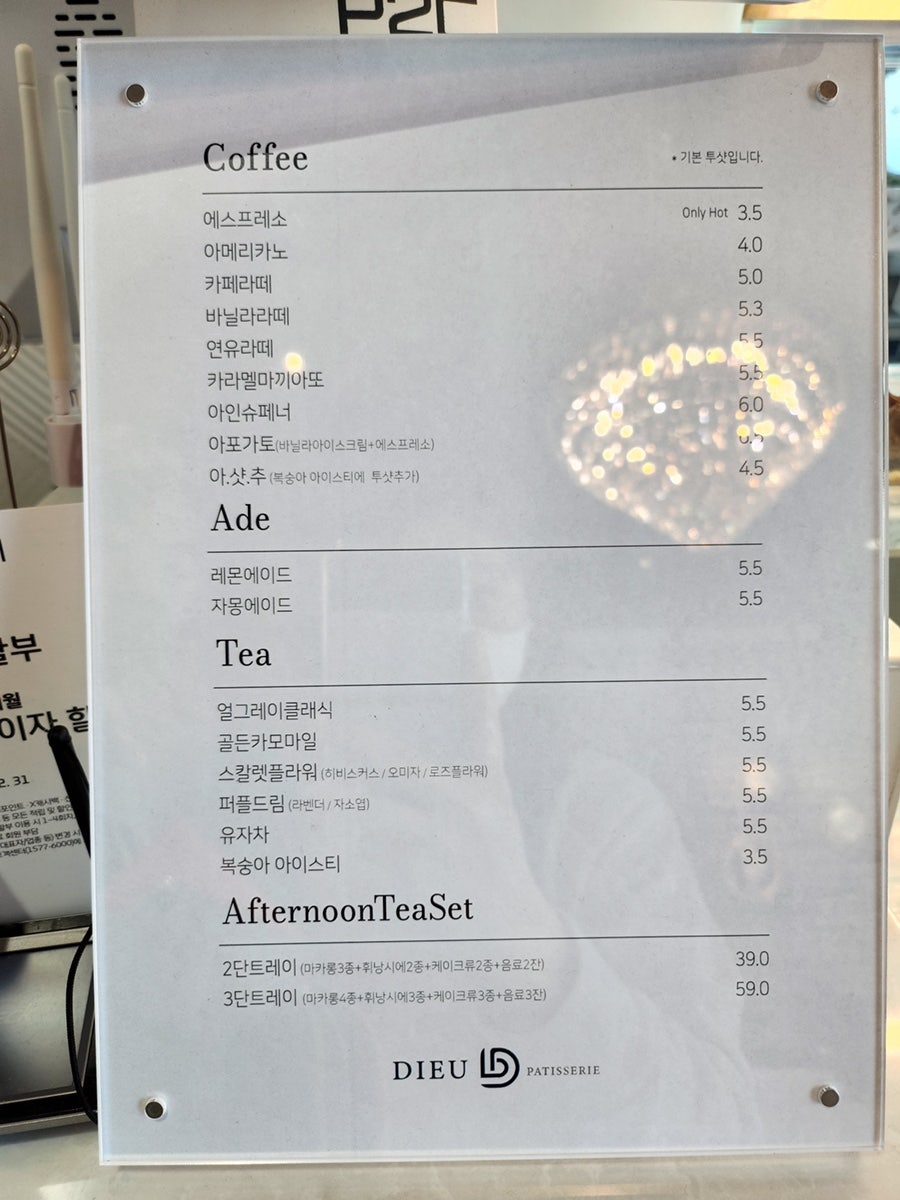 Coffee
* 기본 투샷입니다.
에스프레소 Only Hot 3.5
아메리카노 4.0
카페라떼 5.0
바닐라라떼 5.3
연유라떼 5.5
카라멜마끼아또 5.5
아인슈페너 6.0
아포가토(바닐라아이스크림+에스프레소)
아.샷.추 (복숭아 아이스티에 투샷추가) 4.5
Ade
레몬에이드 5.5
자몽에이드 5.5
Tea
얼그레이클래식 5.5
골든카모마일 5.5
스칼렛플라워 (히비스커스 / 오미자 / 로즈플라워) 5.5
퍼플드림 (라벤더 / 자소엽) 5.5
유자차 5.5
복숭아 아이스티 3.5
AfternoonTeaSet
2단트레이 (마카롱3종+휘낭시에2종+케이크류2종+음료2잔) 39.0
3단트레이 (마카롱4종+휘낭시에3종+케이크류3종+음료3잔) 59.0
DIEU PATISSERIE